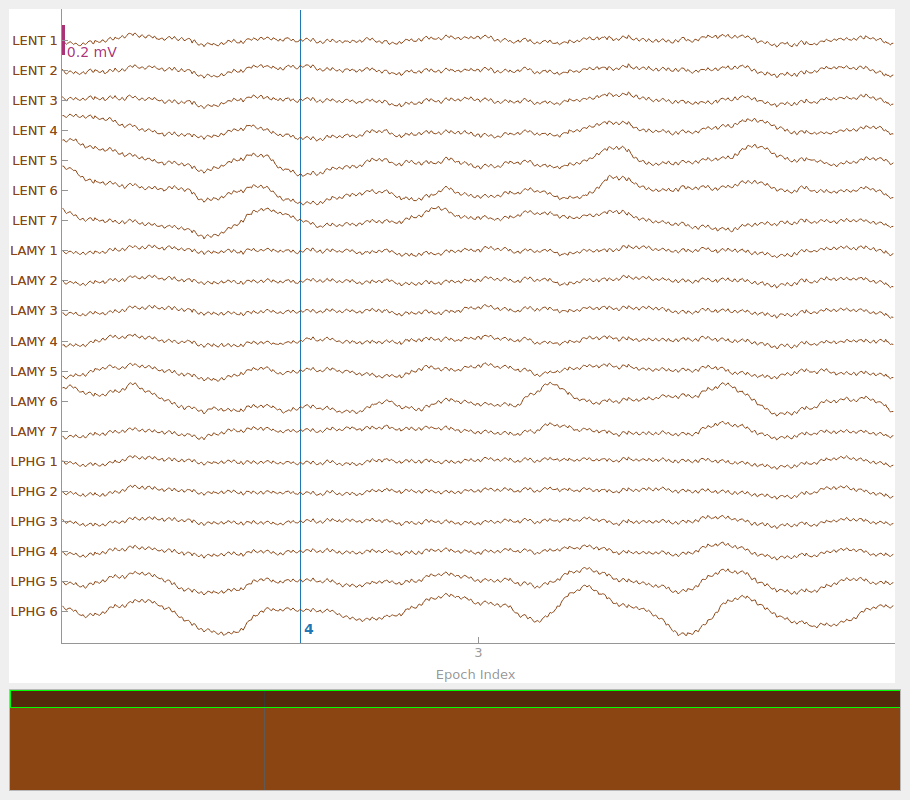 LENT 1
0.2 mV
LENT 2
LENT 3
LENT 4
LENT 5
LENT 6
LENT 7
LAMY 1
LAMY 2
LAMY 3
LAMY 4
LAMY 5
LAMY 6
LAMY 7
LPHG 1
LPHG 2
LPHG 3
LPHG 4
LPHG 5
LPHG 6
4
3
Epoch Index